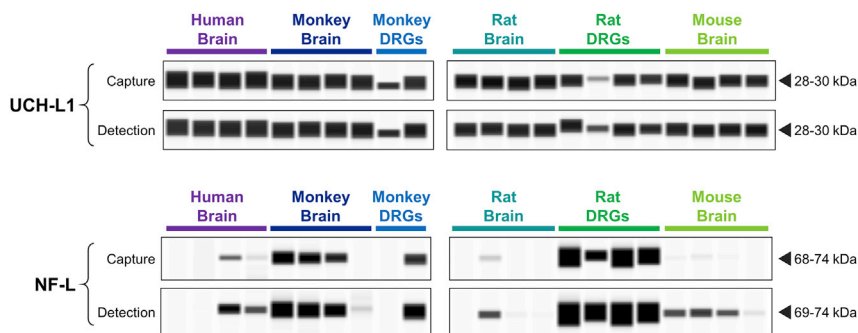 Human Brain
Monkey Brain
Monkey DRGs
Rat Brain
Rat DRGs
Mouse Brain
UCH-L1
Capture
28-30 kDa
Detection
28-30 kDa
Human Brain
Monkey Brain
Monkey DRGs
Rat Brain
Rat DRGs
Mouse Brain
NF-L
Capture
68-74 kDa
Detection
69-74 kDa